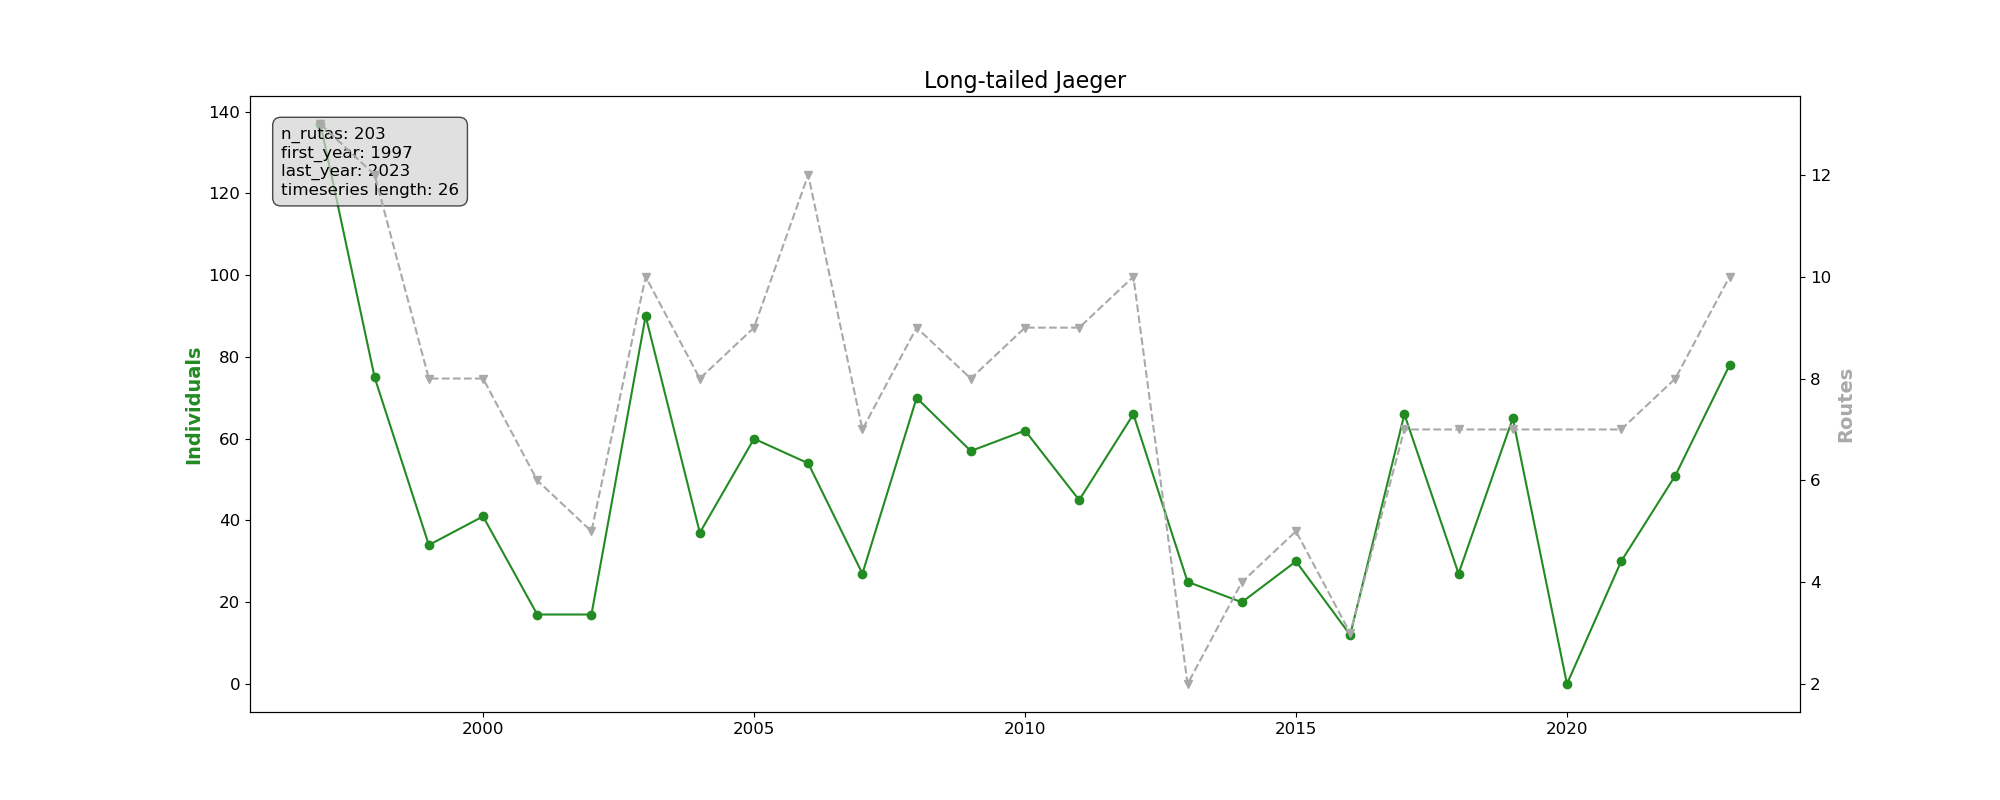 Long-tailed Jaeger
n_rutas: 203
first_year: 1997
last_year: 2023
timeseries length: 26
140
120
100
80
60
40
20
0
Individuals
12
10
8
6
4
2
Routes
2000 2005 2010 2015 2020